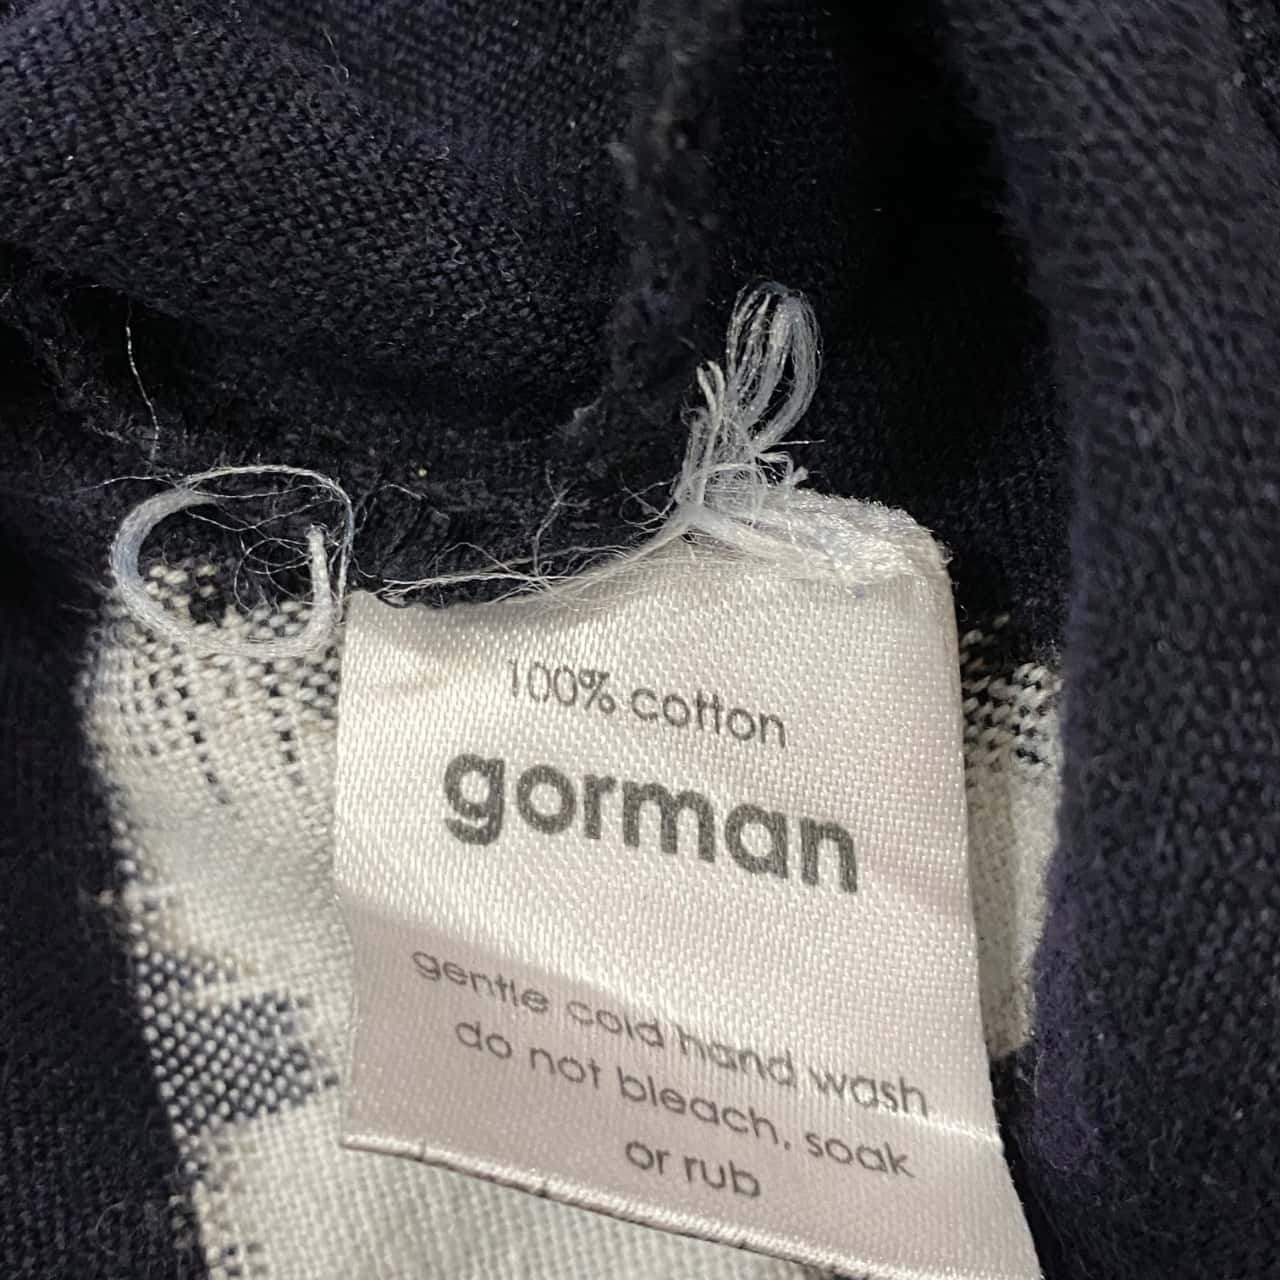 100% cotton
gorman
gentle cold hand wash
do not bleach, soak
or rub